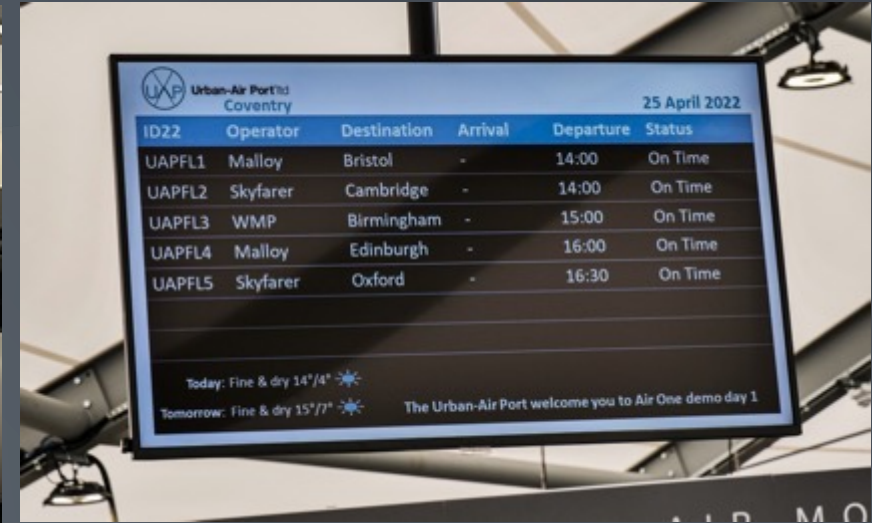 UAP Urban-Air Port ltd
Coventry
25 April 2022
ID22 Operator Destination Arrival Departure Status
UAPFL1 Malloy Bristol - 14:00 On Time
UAPFL2 Skyfarer Cambridge - 14:00 On Time
UAPFL3 WMP Birmingham - 15:00 On Time
UAPFL4 Malloy Edinburgh - 16:00 On Time
UAPFL5 Skyfarer Oxford - 16:30 On Time
Today: Fine & dry 14°/4°
Tomorrow: Fine & dry 15°/7°
The Urban-Air Port welcome you to Air One demo day 1
AIR MO